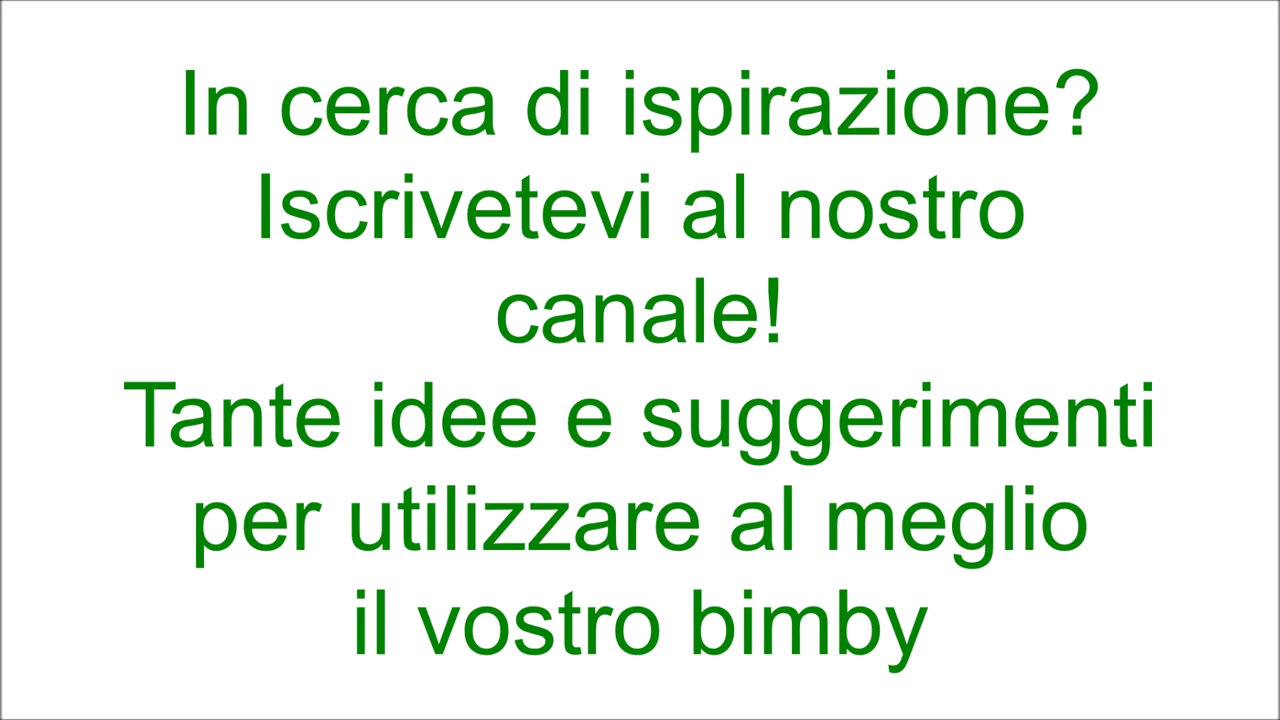 In cerca di ispirazione?
Iscrivetevi al nostro
canale!
Tante idee e suggerimenti
per utilizzare al meglio
il vostro bimby